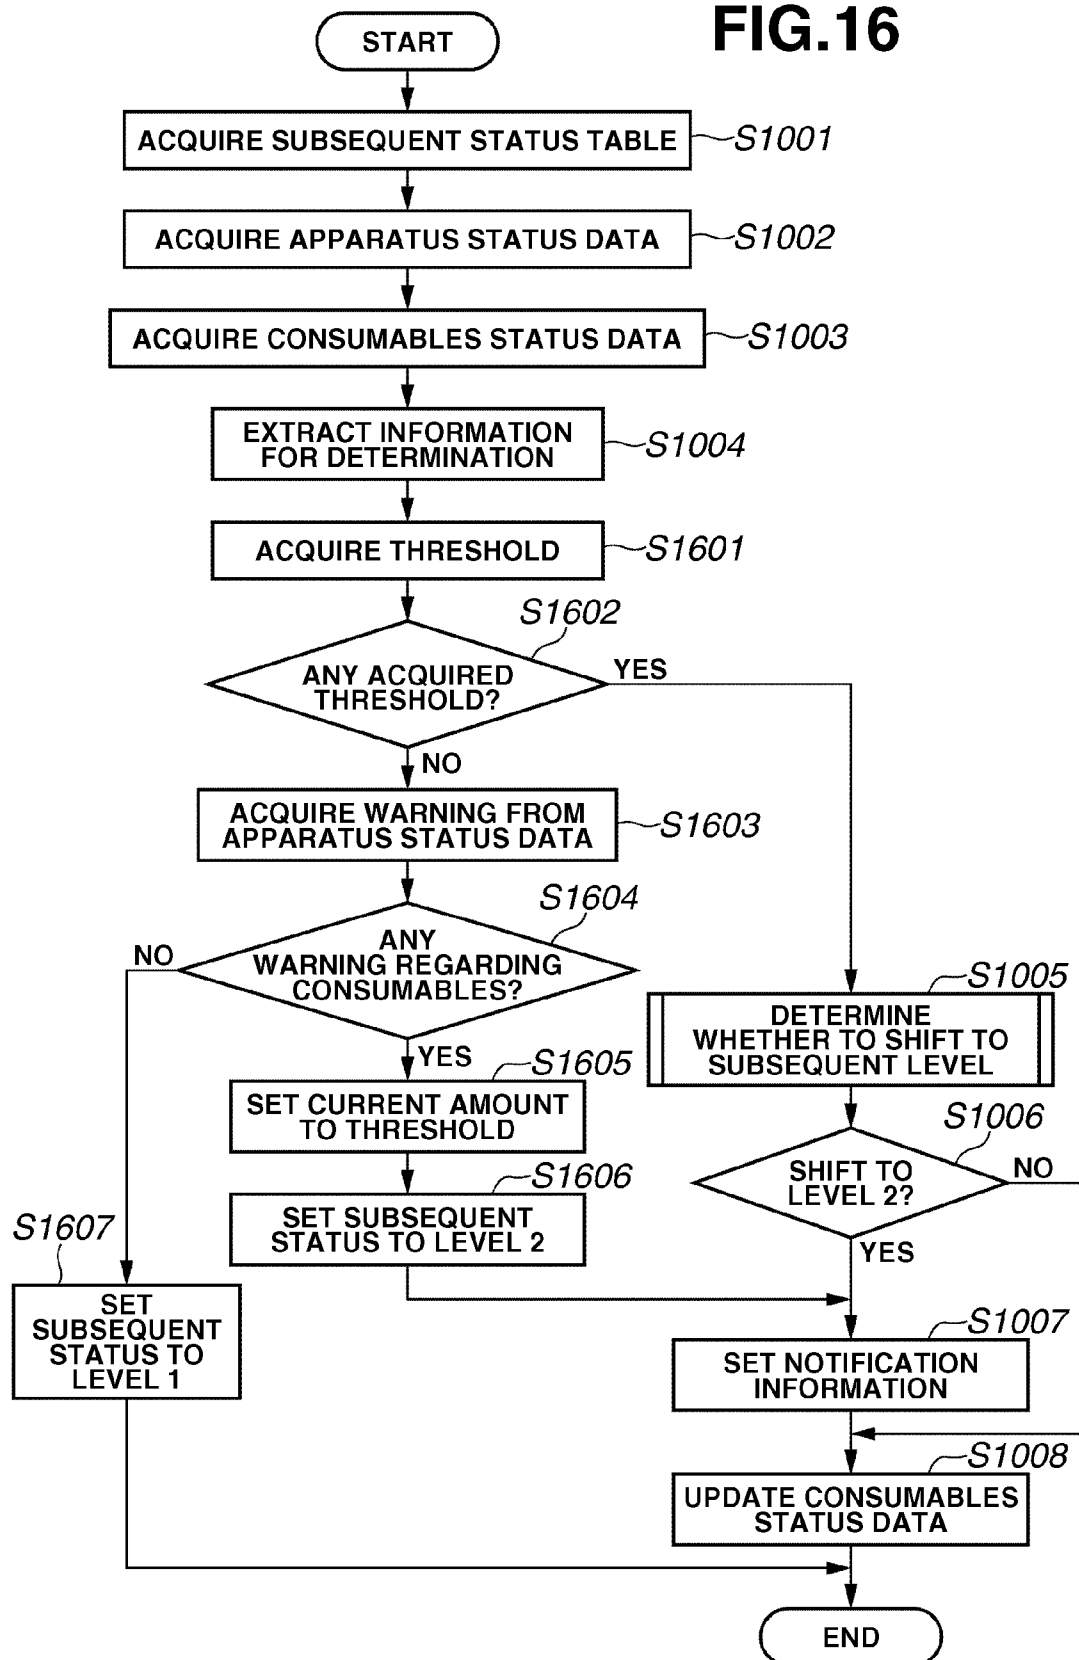 FIG.16
START
ACQUIRE SUBSEQUENT STATUS TABLE
S1001
ACQUIRE APPARATUS STATUS DATA
S1002
ACQUIRE CONSUMABLES STATUS DATA
S1003
EXTRACT INFORMATION
FOR DETERMINATION
S1004
ACQUIRE THRESHOLD
S1601
S1602
ANY ACQUIRED
THRESHOLD?
YES
NO
ACQUIRE WARNING FROM
APPARATUS STATUS DATA
S1603
S1604
ANY
WARNING REGARDING
CONSUMABLES?
NO
YES
S1005
DETERMINE
WHETHER TO SHIFT TO
SUBSEQUENT LEVEL
S1605
SET CURRENT AMOUNT
TO THRESHOLD
S1006
SHIFT TO
LEVEL 2?
NO
YES
S1606
SET SUBSEQUENT
STATUS TO LEVEL 2
S1607
SET
SUBSEQUENT
STATUS TO
LEVEL 1
S1007
SET NOTIFICATION
INFORMATION
S1008
UPDATE CONSUMABLES
STATUS DATA
END